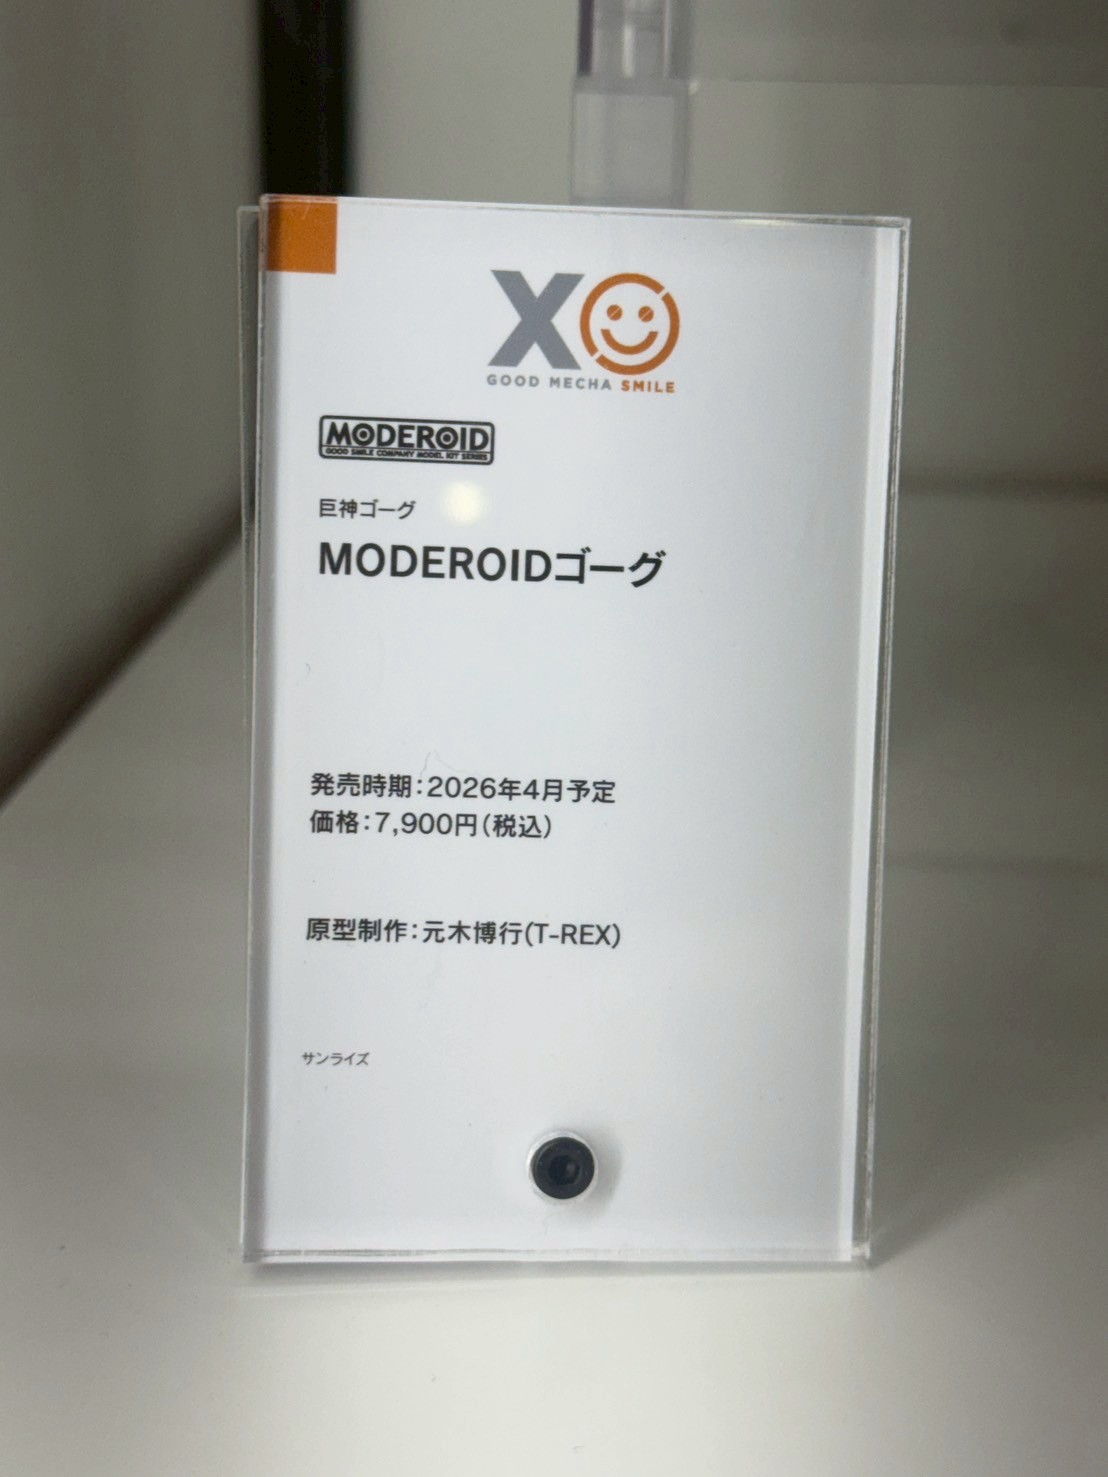 XO
GOOD MECHA SMILE
MODEROID
GOOD SMILE COMPANY MODEL KIT SERIES
巨神ゴーグ
MODEROIDゴーグ
発売時期：2026年4月予定
価格：7,900円（税込）
原型制作：元木博行(T-REX)
サンライズ